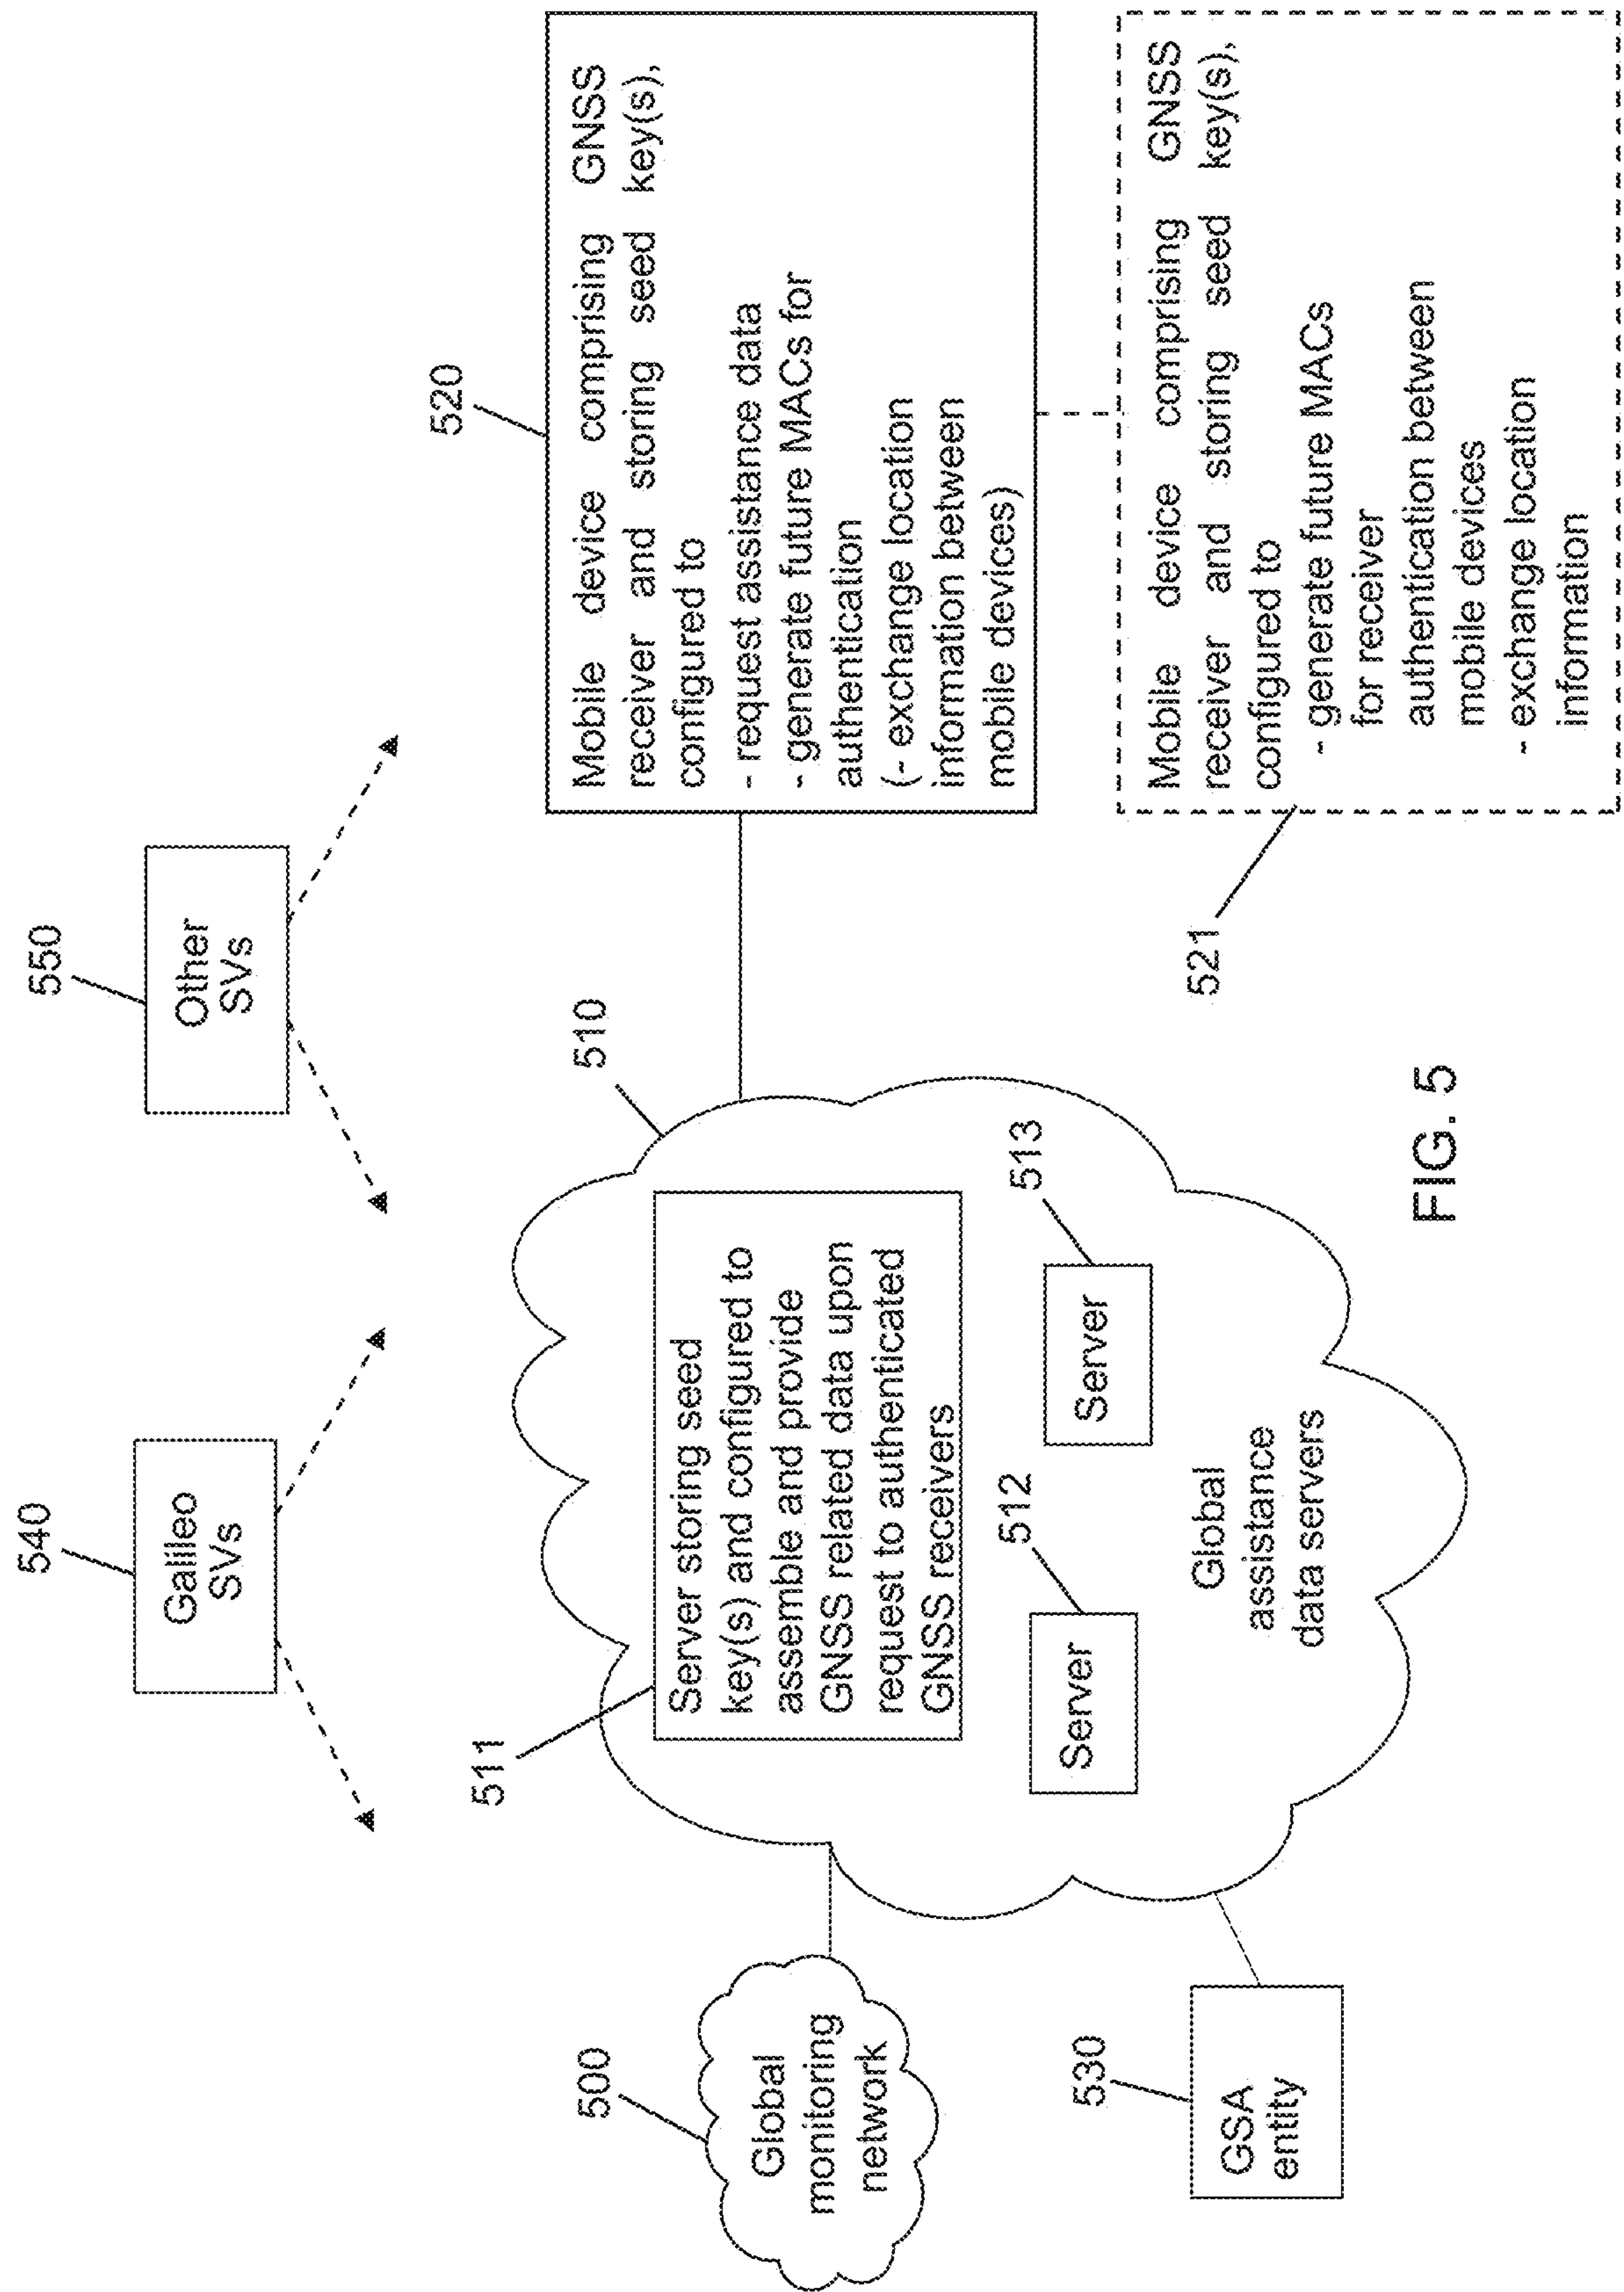 540
Galileo
SVs
550
Other
SVs
500
Global
monitoring
network
530
GSA
entity
510
511
Server storing seed
key(s) and configured to
assemble and provide
GNSS related data upon
request to authenticated
GNSS receivers
512
Server
513
Server
Global
assistance
data servers
520
Mobile device comprising GNSS
receiver and storing seed key(s),
configured to
- request assistance data
- generate future MACs for
authentication
(- exchange location
information between
mobile devices)
521
Mobile device comprising GNSS
receiver and storing seed key(s),
configured to
- generate future MACs
for receiver
authentication between
mobile devices
- exchange location
information
FIG. 5